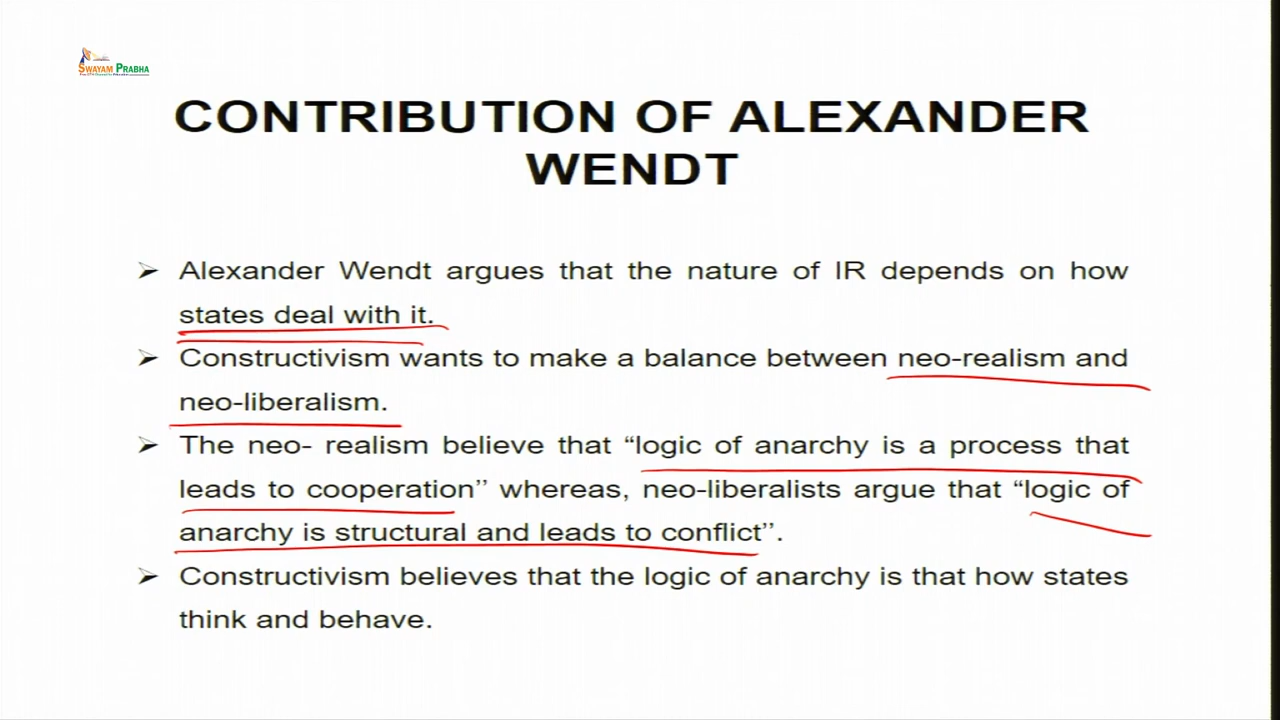 SWAYAM PRABHA
CONTRIBUTION OF ALEXANDER
WENDT
➢ Alexander Wendt argues that the nature of IR depends on how
states deal with it.
➢ Constructivism wants to make a balance between neo-realism and
neo-liberalism.
➢ The neo- realism believe that “logic of anarchy is a process that
leads to cooperation’’ whereas, neo-liberalists argue that “logic of
anarchy is structural and leads to conflict’’.
➢ Constructivism believes that the logic of anarchy is that how states
think and behave.